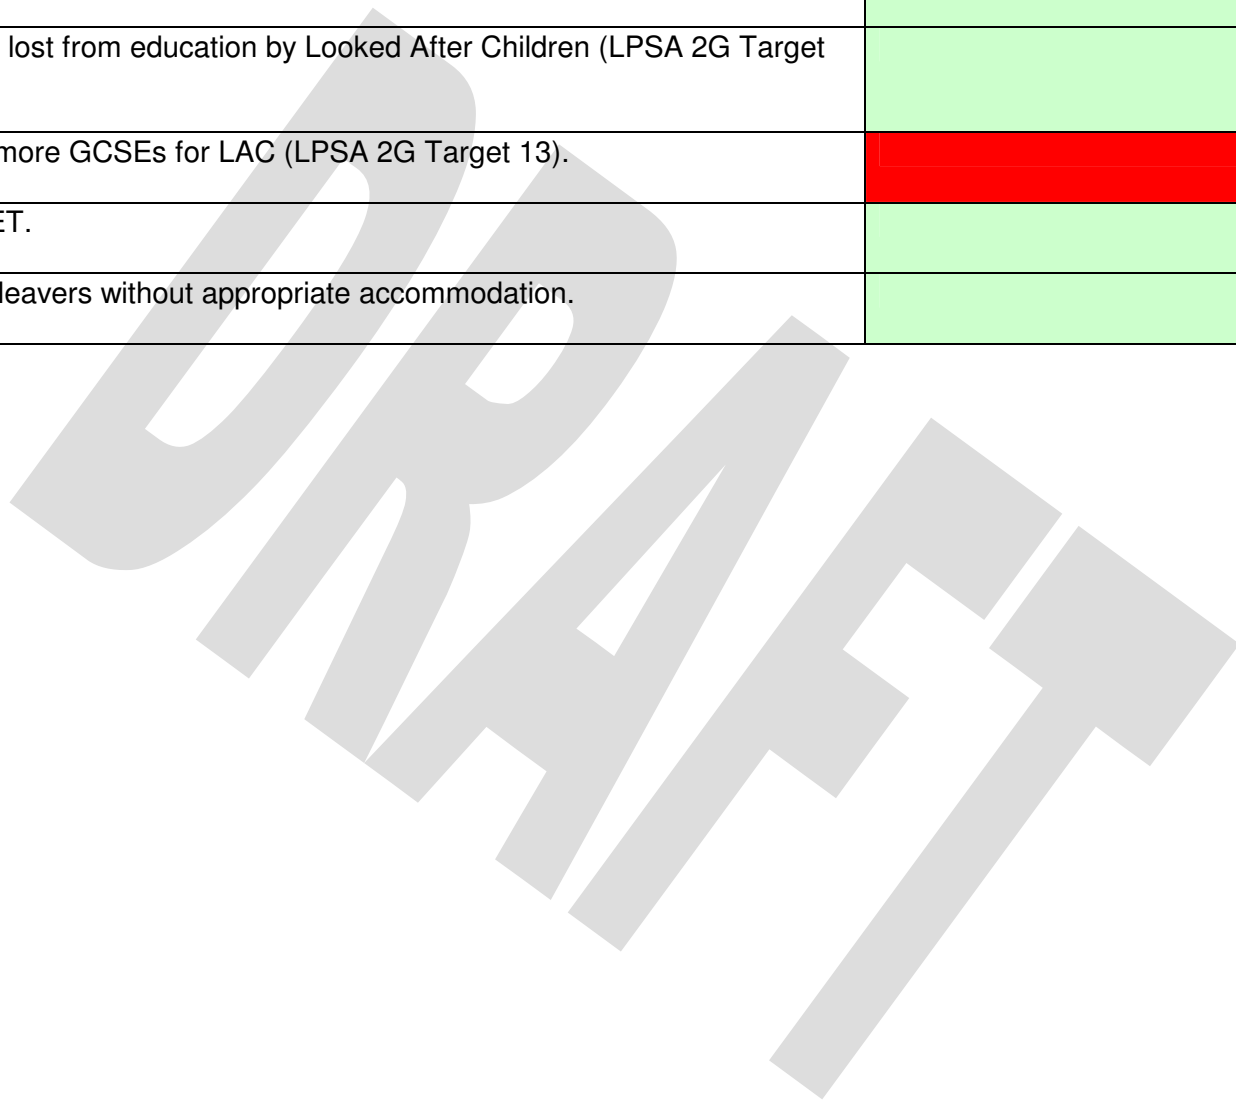 lost from education by Looked After Children (LPSA 2G Target
more GCSEs for LAC (LPSA 2G Target 13).
ET.
leavers without appropriate accommodation.
DRAFT